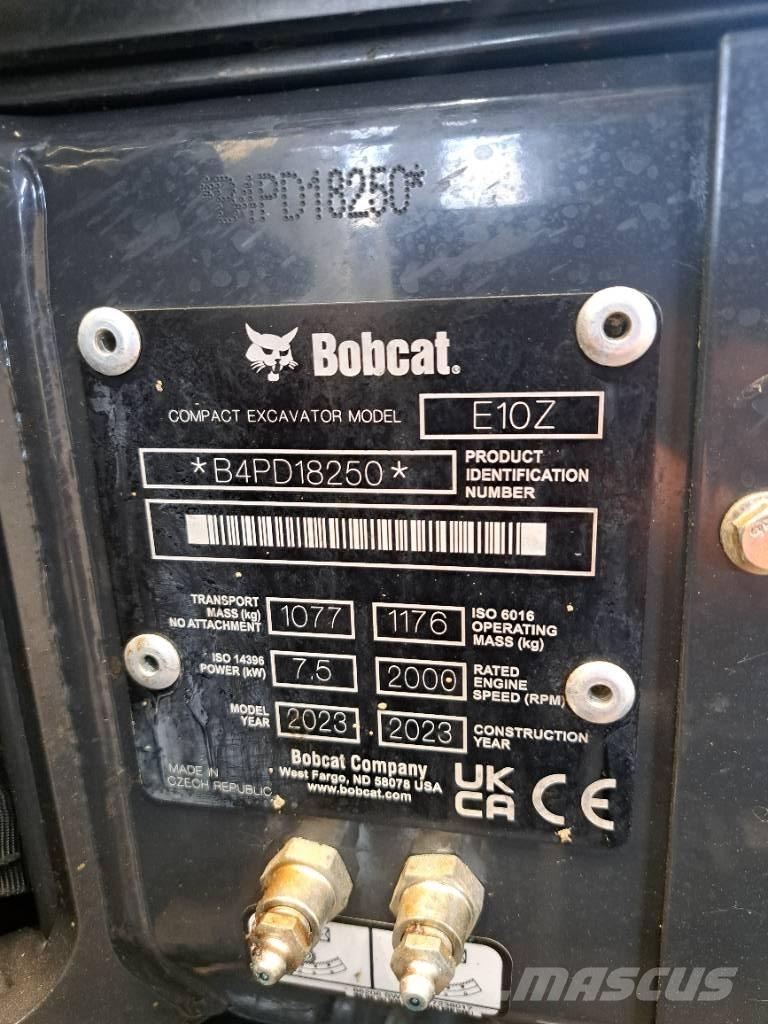 *B4PD18250*
Bobcat®
COMPACT EXCAVATOR MODEL E10Z
*B4PD18250* PRODUCT IDENTIFICATION NUMBER
TRANSPORT MASS (kg) NO ATTACHMENT 1077 1176 ISO 6016 OPERATING MASS (kg)
ISO 14396 POWER (kW) 7.5 2000 RATED ENGINE SPEED (RPM)
MODEL YEAR 2023 2023 CONSTRUCTION YEAR
Bobcat Company
West Fargo, ND 58078 USA
www.bobcat.com
MADE IN
CZECH REPUBLIC
UK
CA CE
MASCUS